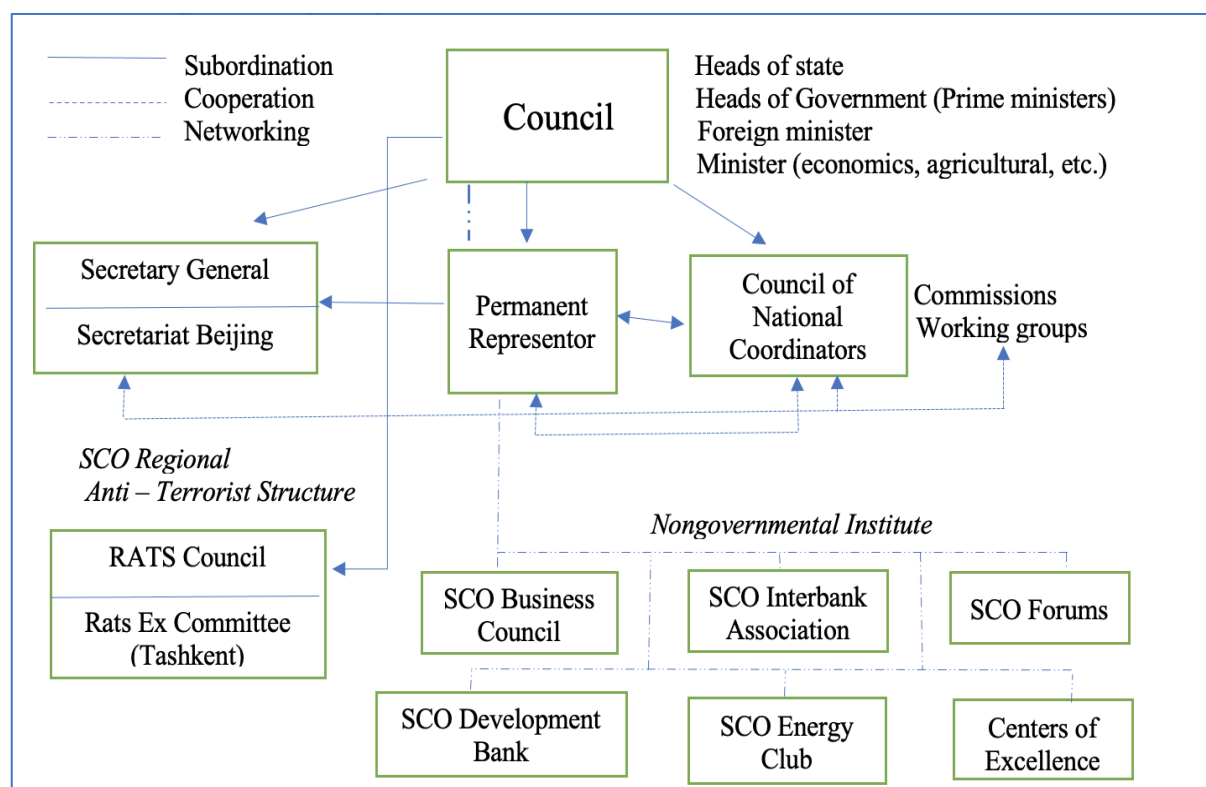 Subordination
Cooperation
Networking
Council
Heads of state
Heads of Government (Prime ministers)
Foreign minister
Minister (economics, agricultural, etc.)
Secretary General
Secretariat Beijing
Permanent
Representor
Council of
National
Coordinators
Commissions
Working groups
SCO Regional
Anti – Terrorist Structure
RATS Council
Rats Ex Committee
(Tashkent)
Nongovernmental Institute
SCO Business
Council
SCO Interbank
Association
SCO Forums
SCO Development
Bank
SCO Energy
Club
Centers of
Excellence